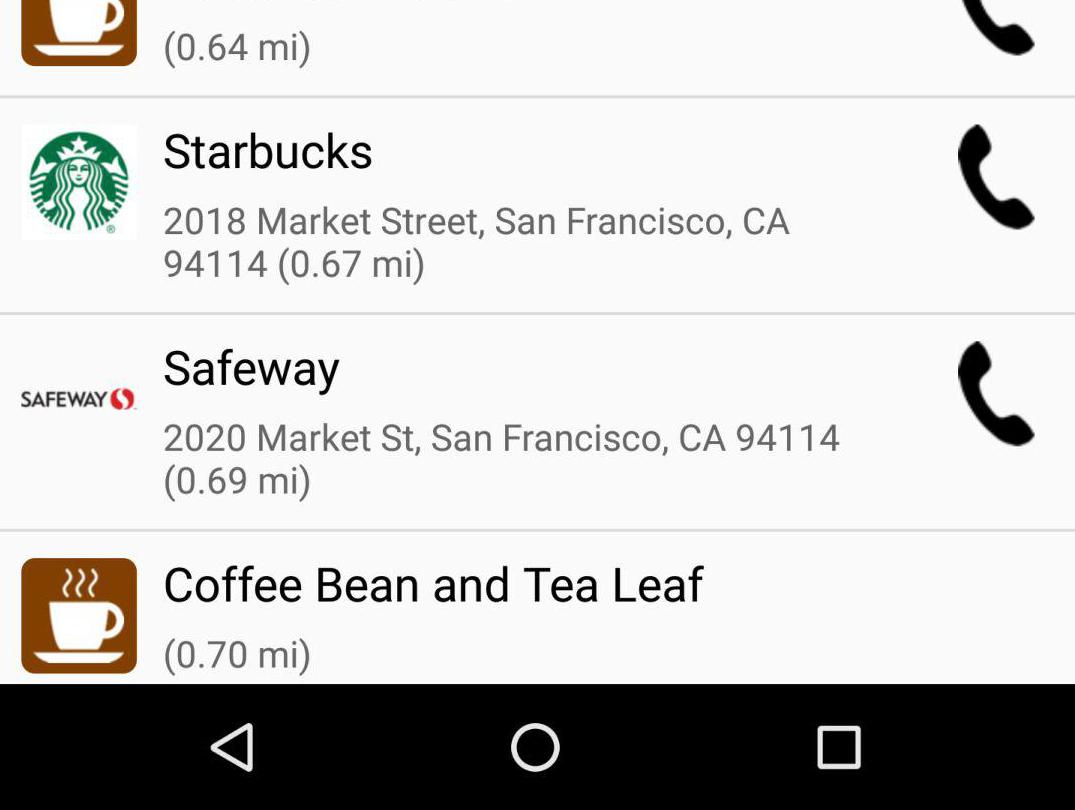 (0.64 mi)
Starbucks
2018 Market Street, San Francisco, CA
94114 (0.67 mi)
SAFEWAY
Safeway
2020 Market St, San Francisco, CA 94114
(0.69 mi)
Coffee Bean and Tea Leaf
(0.70 mi)